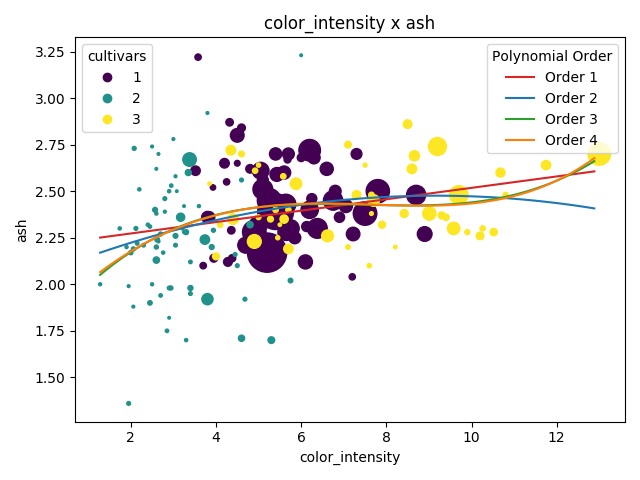 color_intensity x ash
cultivars
1
2
3
Polynomial Order
Order 1
Order 2
Order 3
Order 4
3.25
3.00
2.75
2.50
2.25
2.00
1.75
1.50
ash
2 4 6 8 10 12
color_intensity